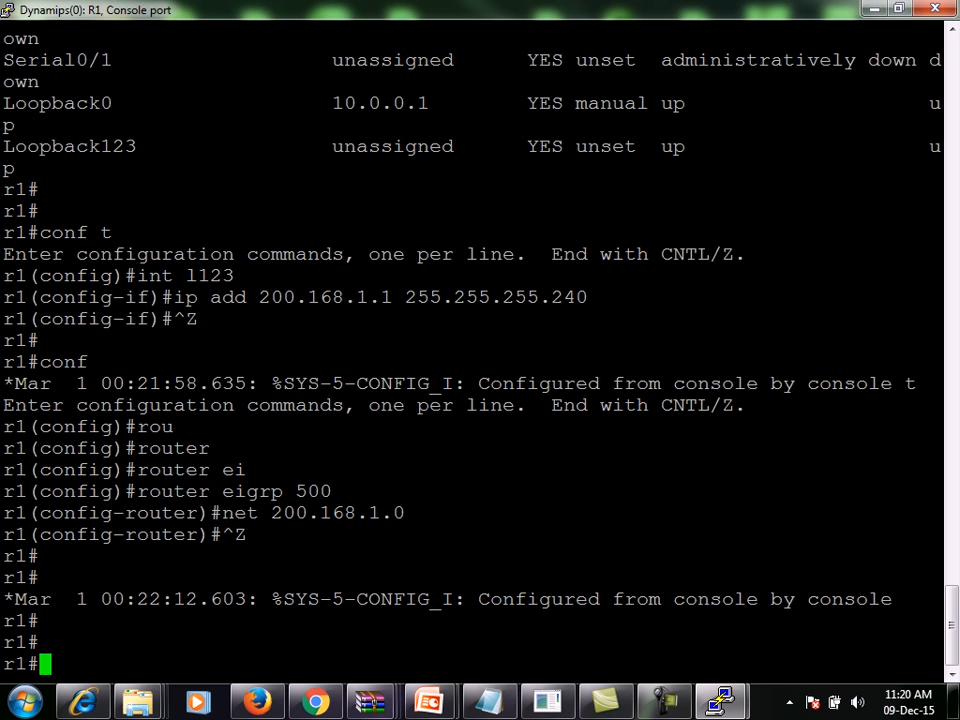 Dynamips(0): R1, Console port
own
Serial0/1 unassigned YES unset administratively down d
own
Loopback0 10.0.0.1 YES manual up u
p
Loopback123 unassigned YES unset up u
p
r1#
r1#
r1#conf t
Enter configuration commands, one per line. End with CNTL/Z.
r1(config)#int l123
r1(config-if)#ip add 200.168.1.1 255.255.255.240
r1(config-if)#^Z
r1#
r1#conf
*Mar 1 00:21:58.635: %SYS-5-CONFIG_I: Configured from console by console t
Enter configuration commands, one per line. End with CNTL/Z.
r1(config)#rou
r1(config)#router
r1(config)#router ei
r1(config)#router eigrp 500
r1(config-router)#net 200.168.1.0
r1(config-router)#^Z
r1#
r1#
*Mar 1 00:22:12.603: %SYS-5-CONFIG_I: Configured from console by console
r1#
r1#
r1#
11:20 AM
09-Dec-15